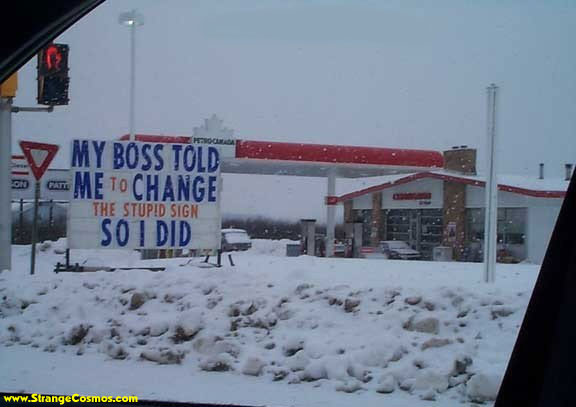 PETRO-CANADA
MY BOSS TOLD
ME TO CHANGE
THE STUPID SIGN
SO I DID
www.StrangeCosmos.com